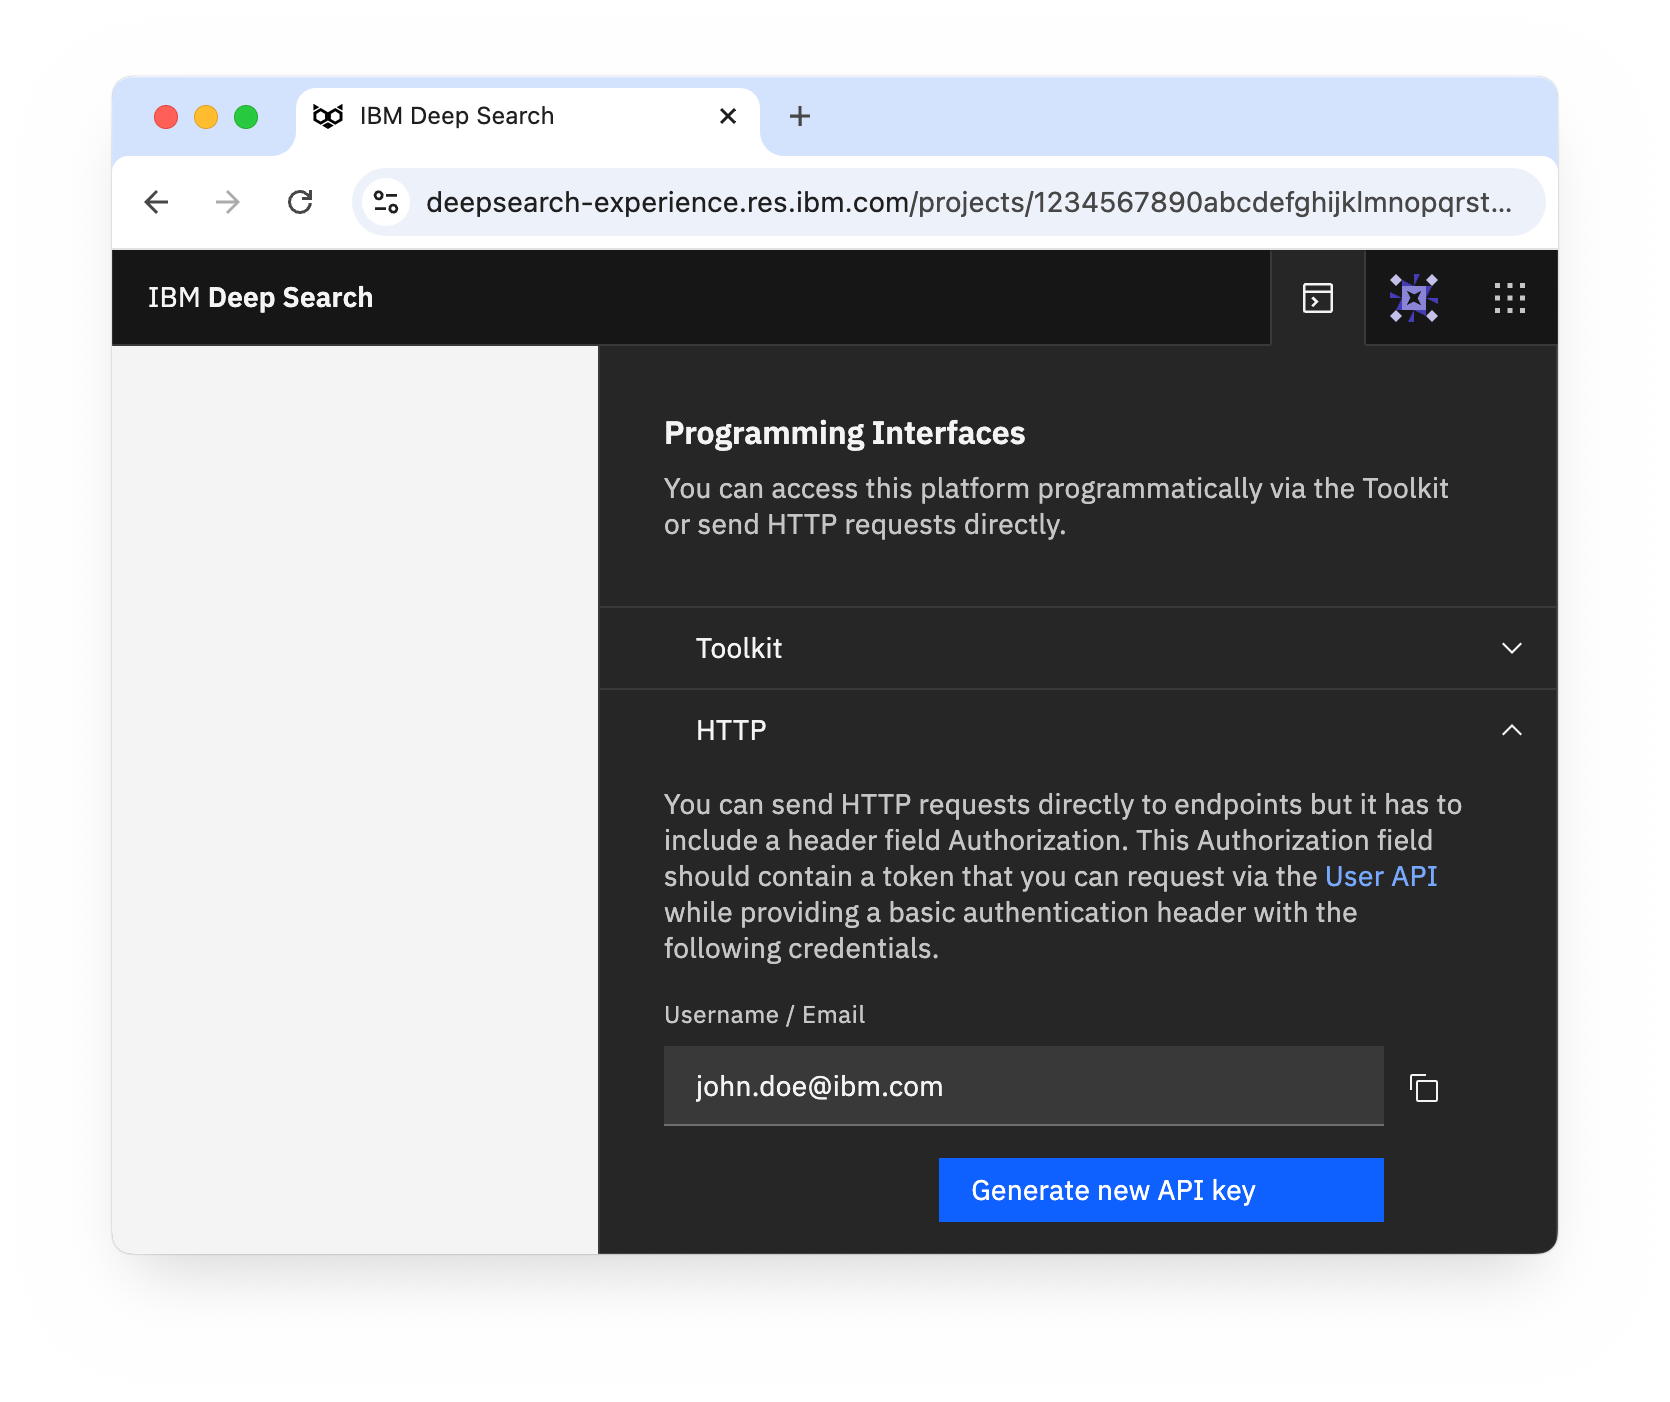 IBM Deep Search
deepsearch-experience.res.ibm.com/projects/1234567890abcdefghijklmnopqrst...
IBM Deep Search
Programming Interfaces
You can access this platform programmatically via the Toolkit
or send HTTP requests directly.
Toolkit
HTTP
You can send HTTP requests directly to endpoints but it has to
include a header field Authorization. This Authorization field
should contain a token that you can request via the User API
while providing a basic authentication header with the
following credentials.
Username / Email
john.doe@ibm.com
Generate new API key